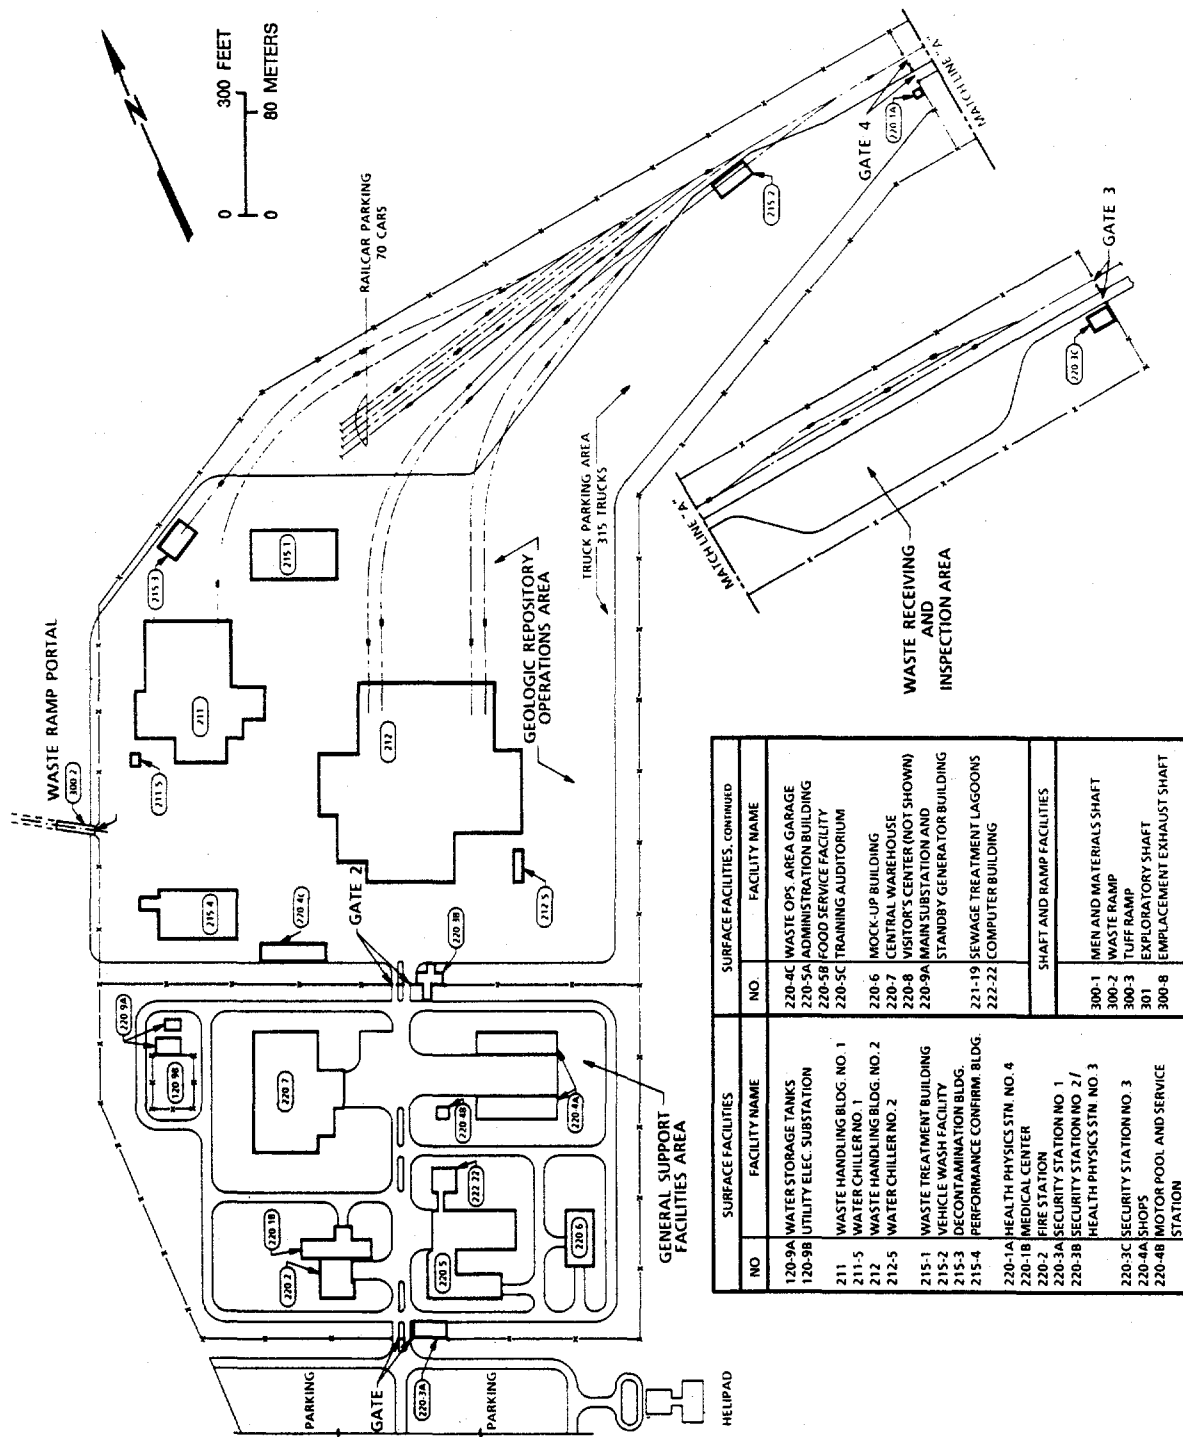 N
0 300 FEET
0 80 METERS
WASTE RAMP PORTAL
300-2
RAILCAR PARKING
70 CARS
215-3
215-1
211
211-5
212
212-5
215-4
220-4C
GATE 2
220-3B
GEOLOGIC REPOSITORY
OPERATIONS AREA
TRUCK PARKING AREA
315 TRUCKS
215-2
GATE 4
220-1A
MATCH LINE "A"
MATCH LINE "A"
GATE 3
220-3C
WASTE RECEIVING
AND
INSPECTION AREA
220-9A
120-9B
220-7
220-4B
220-4A
GENERAL SUPPORT
FACILITIES AREA
220-1B
220-2
222-22
220-5
220-6
PARKING
GATE
220-3A
PARKING
HELIPAD
SURFACE FACILITIES
NO FACILITY NAME
120-9A WATER STORAGE TANKS
120-9B UTILITY ELEC. SUBSTATION
211 WASTE HANDLING BLDG. NO. 1
211-5 WATER CHILLER NO. 1
212 WASTE HANDLING BLDG. NO. 2
212-5 WATER CHILLER NO. 2
215-1 WASTE TREATMENT BUILDING
215-2 VEHICLE WASH FACILITY
215-3 DECONTAMINATION BLDG.
215-4 PERFORMANCE CONFIRM. BLDG.
220-1A HEALTH PHYSICS STN. NO. 4
220-1B MEDICAL CENTER
220-2 FIRE STATION
220-3A SECURITY STATION NO. 1
220-3B SECURITY STATION NO. 2 /
HEALTH PHYSICS STN. NO. 3
220-3C SECURITY STATION NO. 3
220-4A SHOPS
220-4B MOTOR POOL AND SERVICE
STATION
SURFACE FACILITIES, CONTINUED
NO. FACILITY NAME
220-4C WASTE OPS. AREA GARAGE
220-5A ADMINISTRATION BUILDING
220-5B FOOD SERVICE FACILITY
220-5C TRAINING AUDITORIUM
220-6 MOCK-UP BUILDING
220-7 CENTRAL WAREHOUSE
220-8 VISITOR'S CENTER (NOT SHOWN)
220-9A MAIN SUBSTATION AND
STANDBY GENERATOR BUILDING
221-19 SEWAGE TREATMENT LAGOONS
222-22 COMPUTER BUILDING
SHAFT AND RAMP FACILITIES
300-1 MEN AND MATERIALS SHAFT
300-2 WASTE RAMP
300-3 TUFF RAMP
301 EXPLORATORY SHAFT
300-8 EMPLACEMENT EXHAUST SHAFT